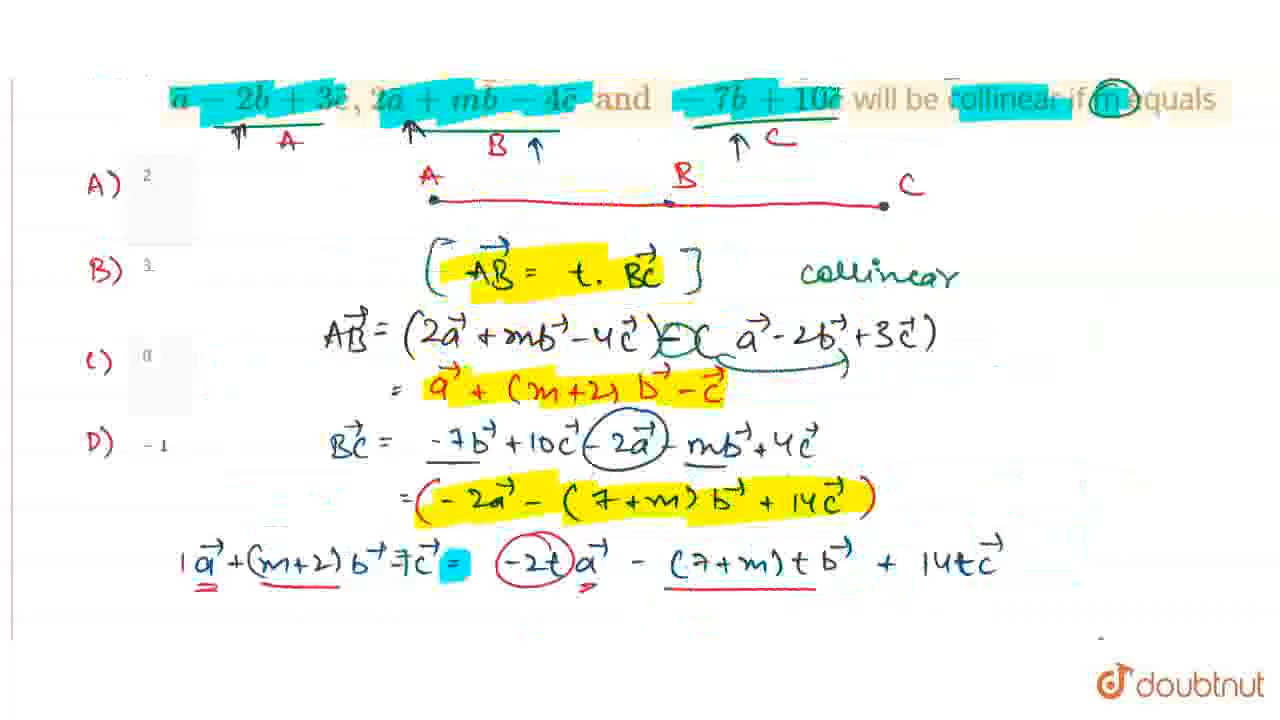 a̅ − 2b̅ + 3c̅, 2a̅ + mb̅ − 4c̅ and − 7b̅ + 10c̅ will be collinear if m equals
A B C
A) 2
A B C
B) 3.
[ AB⃗ = t. BC⃗ ] collinear
AB⃗ = (2a⃗ + mb⃗ − 4c⃗) − ( a⃗ − 2b⃗ + 3c⃗)
C) 0
= a⃗ + (m+2) b⃗ − c⃗
D) − 1
BC⃗ = −7b⃗ + 10c⃗ − 2a⃗ − mb⃗ + 4c⃗
= (−2a⃗ − (7+m) b⃗ + 14c⃗)
1a⃗ + (m+2) b⃗ −7c⃗ = −2t a⃗ − (7+m) t b⃗ + 14tc⃗
doubtnut